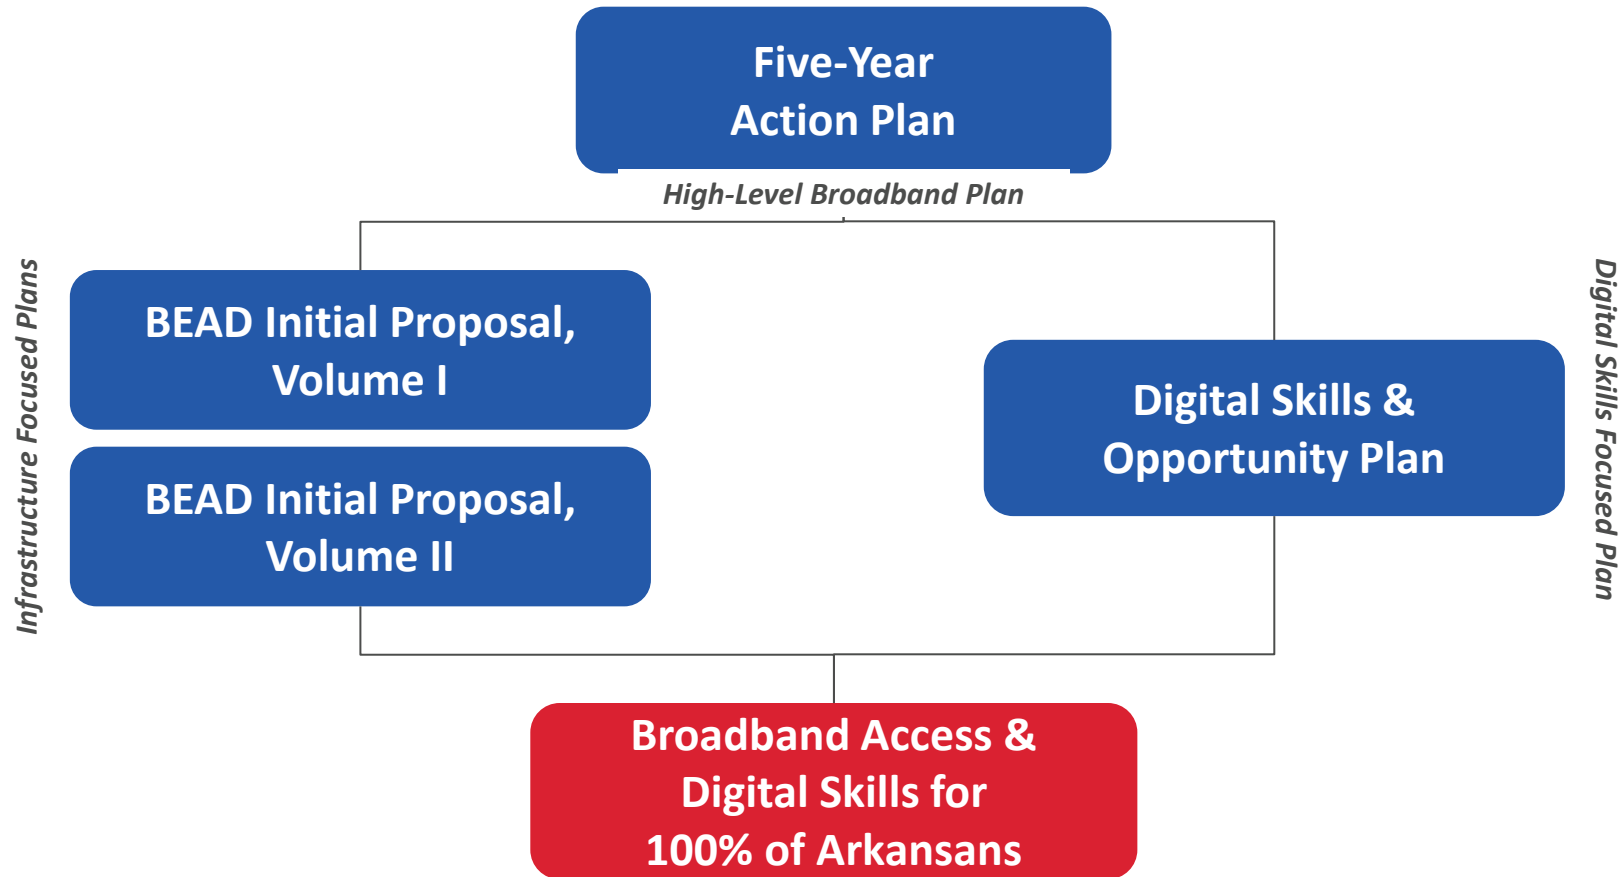 Five-Year
Action Plan
High-Level Broadband Plan
Infrastructure Focused Plans
BEAD Initial Proposal,
Volume I
BEAD Initial Proposal,
Volume II
Digital Skills &
Opportunity Plan
Digital Skills Focused Plan
Broadband Access &
Digital Skills for
100% of Arkansans